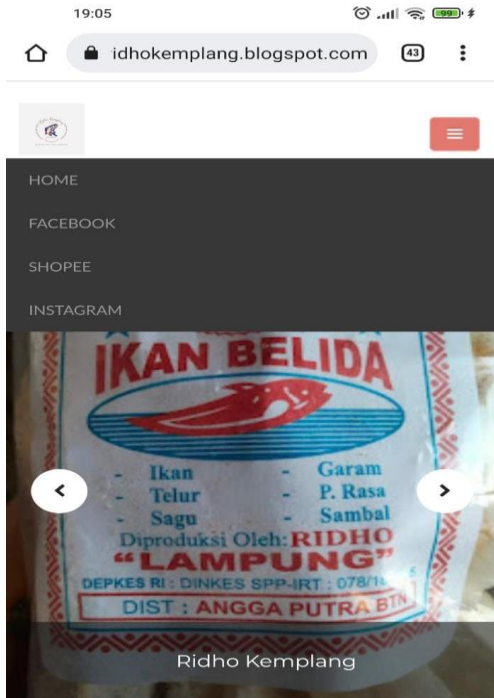 19:05
99
idhokemplang.blogspot.com
43
HOME
FACEBOOK
SHOPEE
INSTAGRAM
IKAN BELIDA
- Ikan - Garam
- Telur - P. Rasa
- Sagu - Sambal
Diproduksi Oleh: RIDHO
“LAMPUNG”
DEPKES RI : DINKES SPP-IRT :
DIST : ANGGA PUTRA BTN
Ridho Kemplang